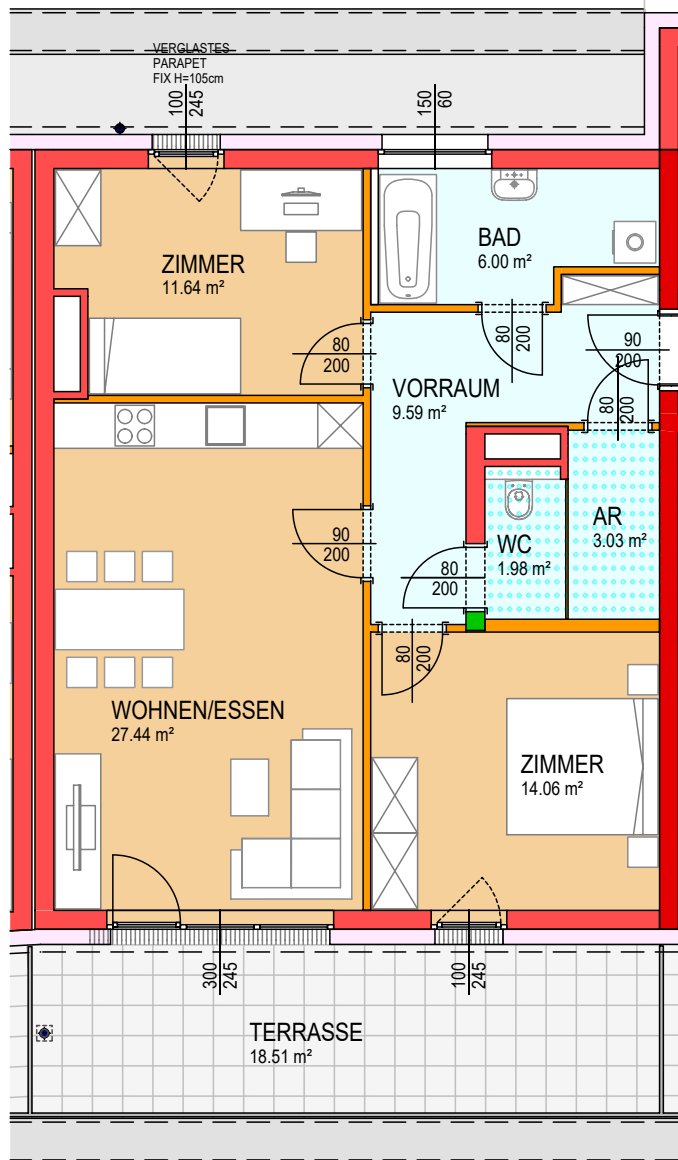 VERGLASTES
PARAPET
FIX H=105cm
100
245
150
60
BAD
6.00 m²
ZIMMER
11.64 m²
80
200
80
200
90
200
VORRAUM
9.59 m²
80
200
90
200
AR
3.03 m²
WC
1.98 m²
80
200
80
200
WOHNEN/ESSEN
27.44 m²
ZIMMER
14.06 m²
300
245
100
245
TERRASSE
18.51 m²